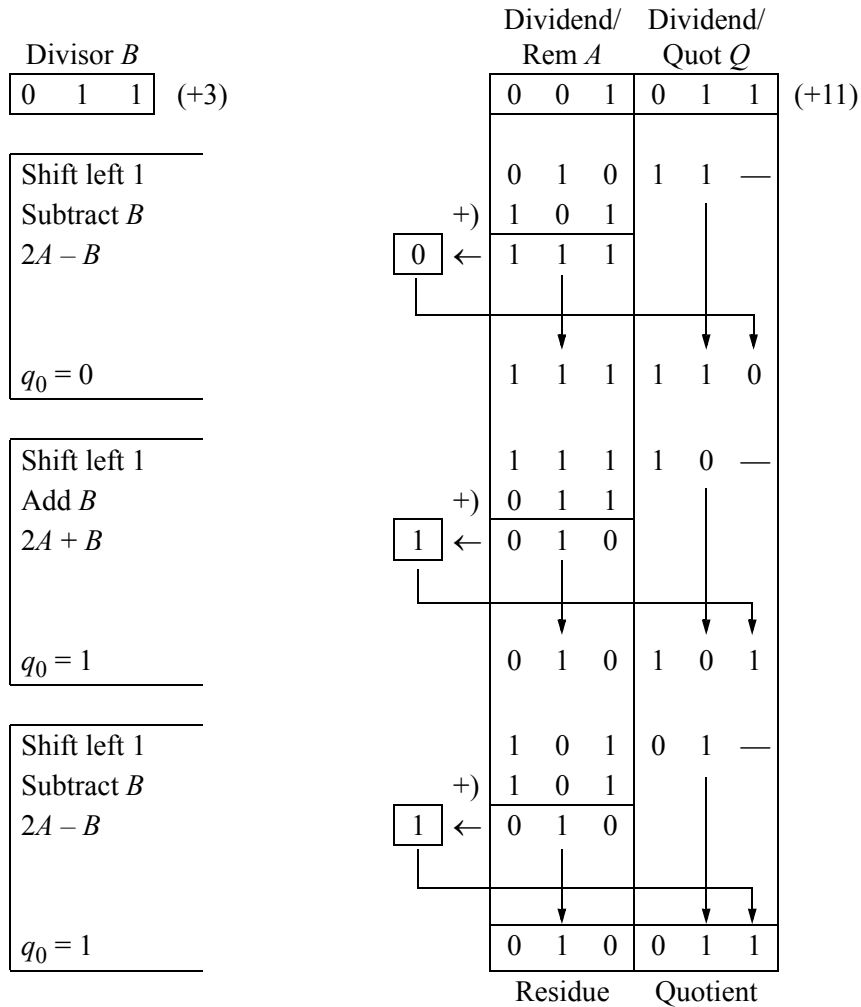 Dividend/ Dividend/
Divisor B Rem A Quot Q
0 1 1 (+3) 0 0 1 0 1 1 (+11)
Shift left 1 0 1 0 1 1 —
Subtract B +) 1 0 1
2A – B 0 ← 1 1 1
q0 = 0 1 1 1 1 1 0
Shift left 1 1 1 1 1 0 —
Add B +) 0 1 1
2A + B 1 ← 0 1 0
q0 = 1 0 1 0 1 0 1
Shift left 1 1 0 1 0 1 —
Subtract B +) 1 0 1
2A – B 1 ← 0 1 0
q0 = 1 0 1 0 0 1 1
Residue Quotient